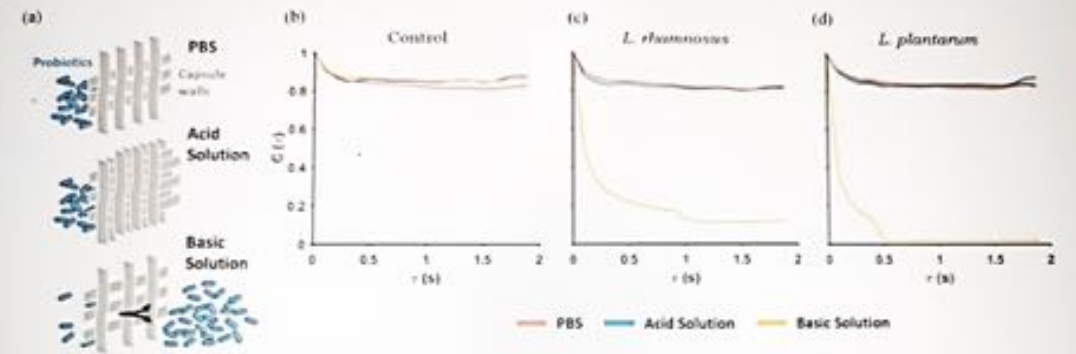 (a)
Probiotics
PBS
Capsule
walls
Acid
Solution
Basic
Solution
(b)
Control
1
0.8
0.6
0.4
0.2
0
0 0.5 1 1.5 2
τ (s)
(c)
L. rhamnosus
0 0.5 1 1.5 2
τ (s)
(d)
L. plantarum
0 0.5 1 1.5 2
τ (s)
PBS Acid Solution Basic Solution